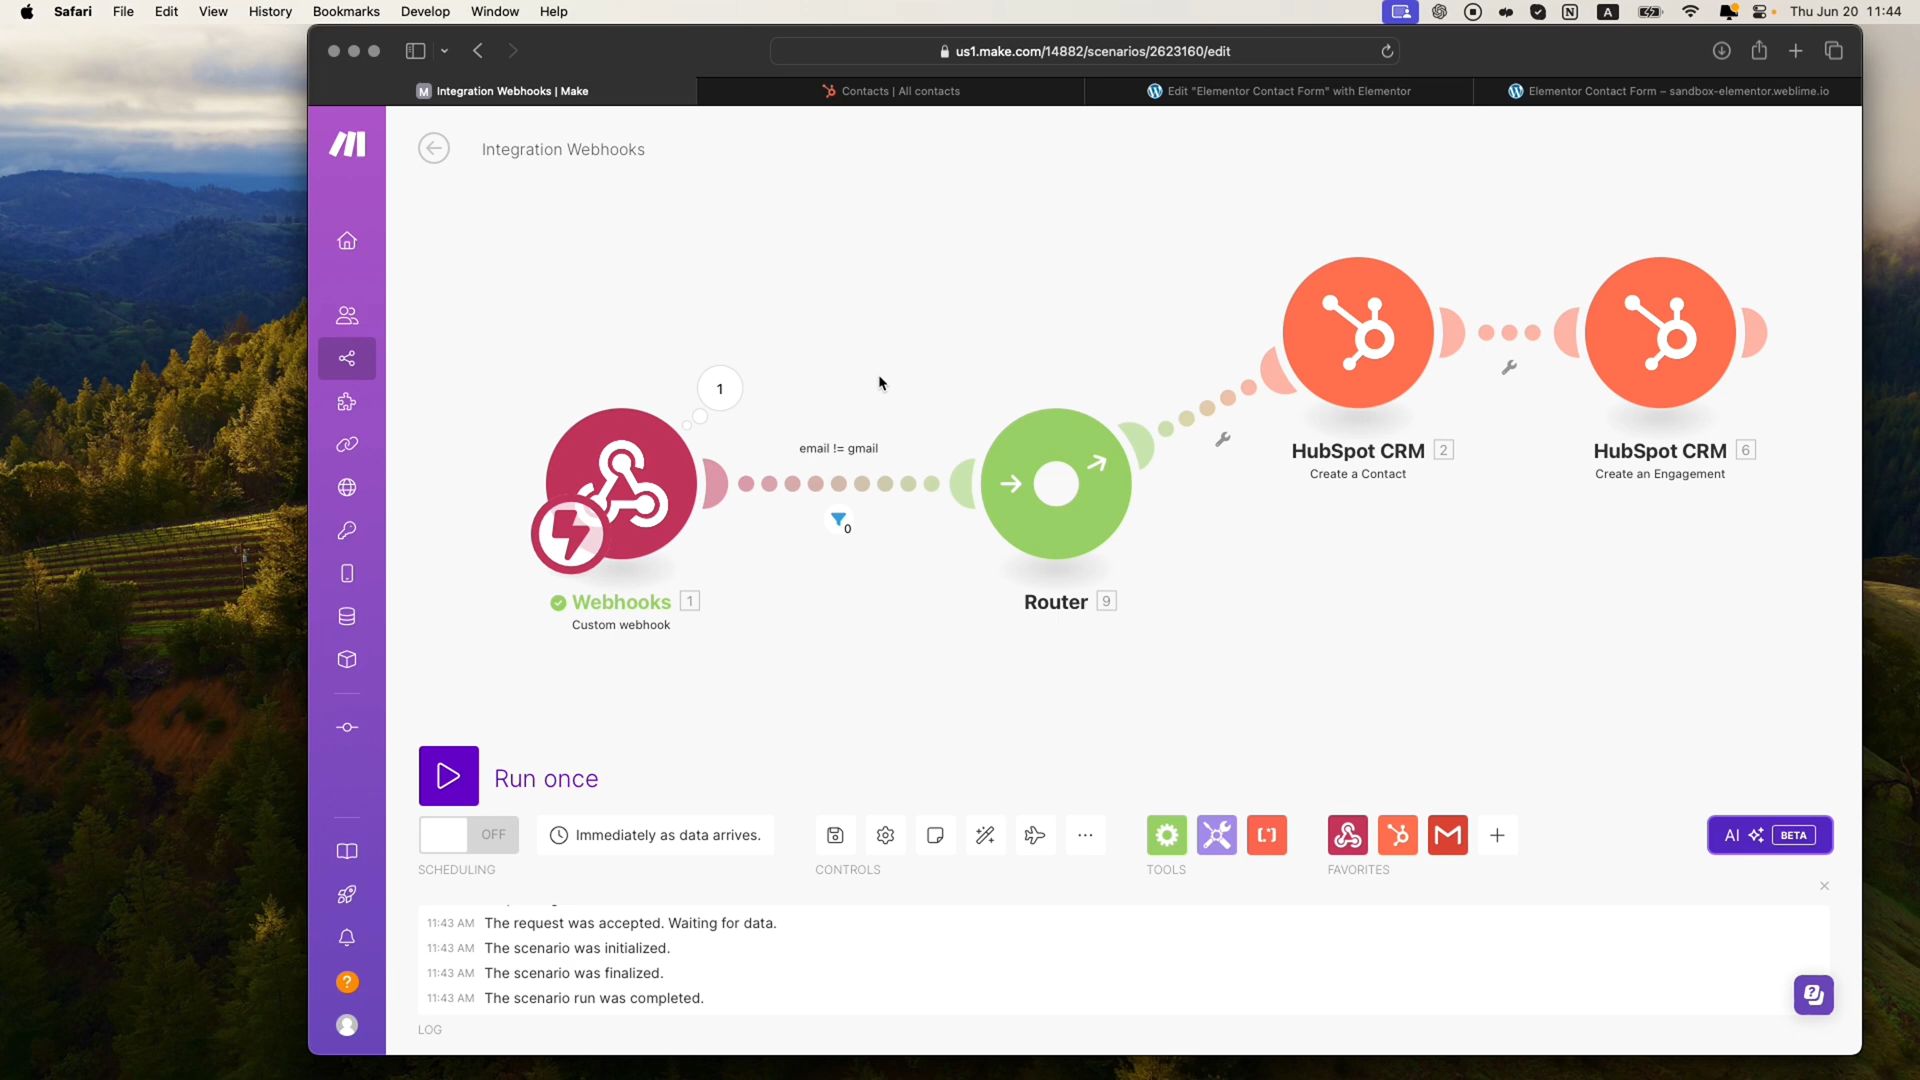 Safari File Edit View History Bookmarks Develop Window Help
A
Thu Jun 20 11:44
us1.make.com/14882/scenarios/2623160/edit
M Integration Webhooks | Make
Contacts | All contacts
Edit "Elementor Contact Form" with Elementor
Elementor Contact Form – sandbox-elementor.weblime.io
Integration Webhooks
1
email != gmail
0
HubSpot CRM 2
Create a Contact
HubSpot CRM 6
Create an Engagement
Webhooks 1
Custom webhook
Router 9
Run once
OFF
Immediately as data arrives.
AI BETA
SCHEDULING
CONTROLS
TOOLS
FAVORITES
11:43 AM The request was accepted. Waiting for data.
11:43 AM The scenario was initialized.
11:43 AM The scenario was finalized.
11:43 AM The scenario run was completed.
LOG